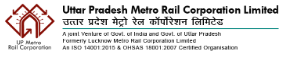 Uttar Pradesh Metro Rail Corporation Limited
उत्तर प्रदेश मेट्रो रेल कॉर्पोरेशन लिमिटेड
A joint Venture of Govt. of India and Govt. of Uttar Pradesh
Formerly Lucknow Metro Rail Corporation Limited
An ISO 14001:2015 & OHSAS 18001:2007 Certified Organisation
UP Metro
Rail Corporation